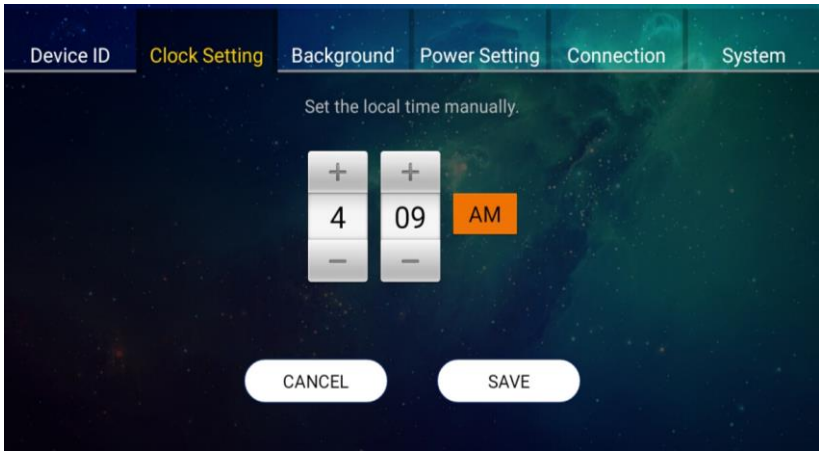 Device ID Clock Setting Background Power Setting Connection System
Set the local time manually.
+ +
4 09 AM
− −
CANCEL SAVE